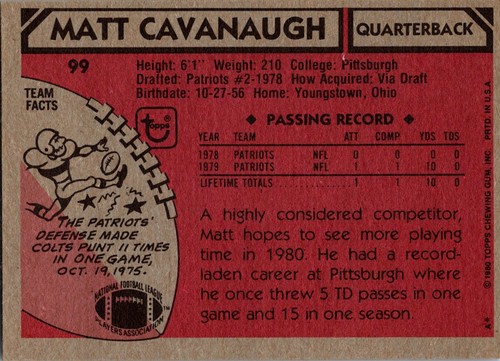 MATT CAVANAUGH QUARTERBACK
99
Height: 6'1" Weight: 210 College: Pittsburgh
Drafted: Patriots #2-1978 How Acquired: Via Draft
Birthdate: 10-27-56 Home: Youngstown, Ohio
TEAM
FACTS
topps
THE PATRIOTS'
DEFENSE MADE
COLTS PUNT 11 TIMES
IN ONE GAME,
OCT. 19, 1975.
NATIONAL FOOTBALL LEAGUE
PLAYERS ASSOCIATION
PASSING RECORD
YEAR TEAM ATT COMP YDS TDS
1978 PATRIOTS NFL 0 0 0 0
1979 PATRIOTS NFL 1 1 10 0
LIFETIME TOTALS 1 1 10 0
A highly considered competitor,
Matt hopes to see more playing
time in 1980. He had a record-
laden career at Pittsburgh where
he once threw 5 TD passes in one
game and 15 in one season.
© 1980 TOPPS CHEWING GUM, INC. PRTD. IN U.S.A.